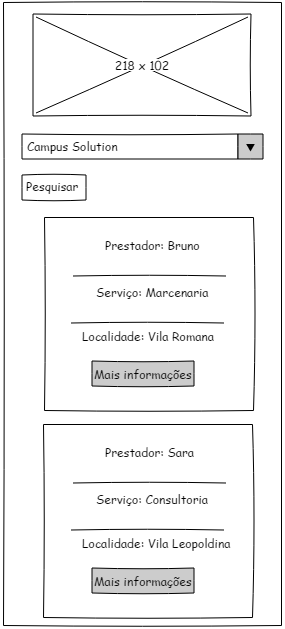 218 x 102
Campus Solution
Pesquisar
Prestador: Bruno
Serviço: Marcenaria
Localidade: Vila Romana
Mais informações
Prestador: Sara
Serviço: Consultoria
Localidade: Vila Leopoldina
Mais informações